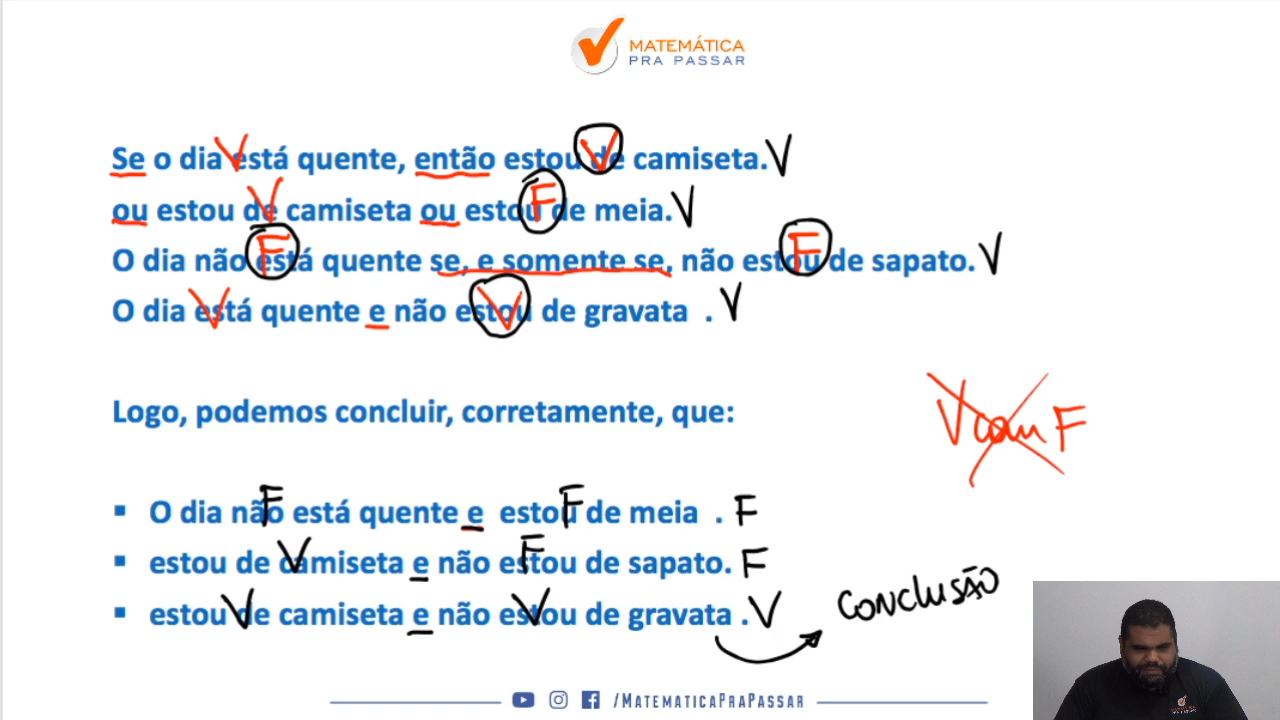 MATEMÁTICA
PRA PASSAR
Se o dia está quente, então estou de camiseta. V
V V
ou estou de camiseta ou estou de meia. V
V F
O dia não está quente se, e somente se, não estou de sapato. V
F F
O dia está quente e não estou de gravata . V
V V
Logo, podemos concluir, corretamente, que:
V com F
▪ O dia não está quente e estou de meia . F
F F
▪ estou de camiseta e não estou de sapato. F
V F
▪ estou de camiseta e não estou de gravata . V
V V
CONCLUSÃO
/MATEMATICAPRAPASSAR